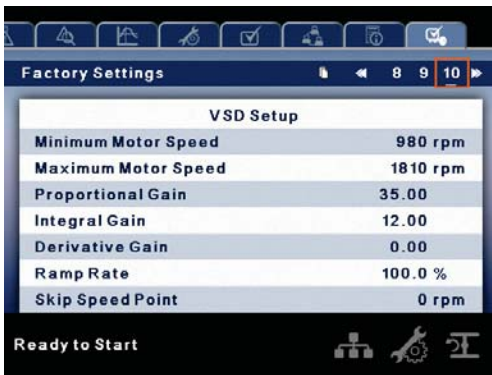 Factory Settings 8 9 10
VSD Setup
Minimum Motor Speed 980 rpm
Maximum Motor Speed 1810 rpm
Proportional Gain 35.00
Integral Gain 12.00
Derivative Gain 0.00
Ramp Rate 100.0 %
Skip Speed Point 0 rpm
Ready to Start